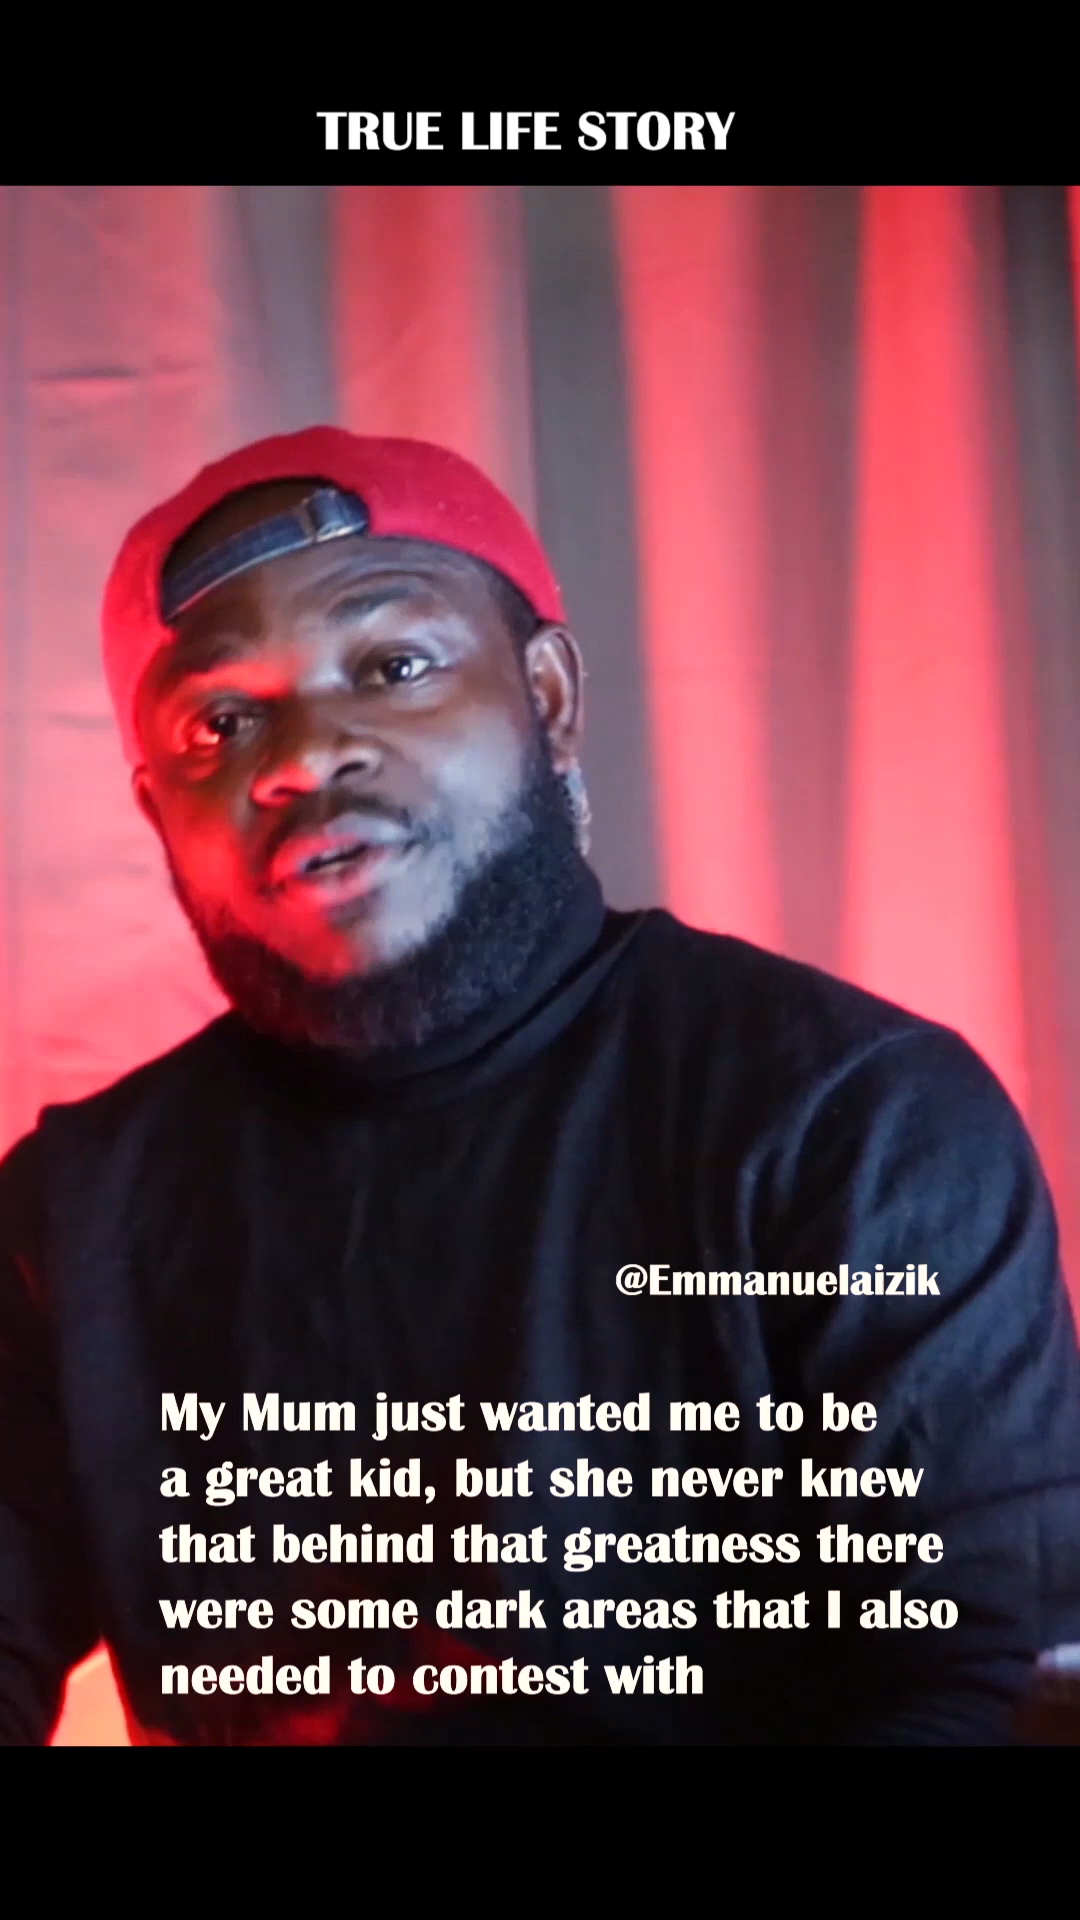 TRUE LIFE STORY
@Emmanuelaizik
My Mum just wanted me to be
a great kid, but she never knew
that behind that greatness there
were some dark areas that I also
needed to contest with